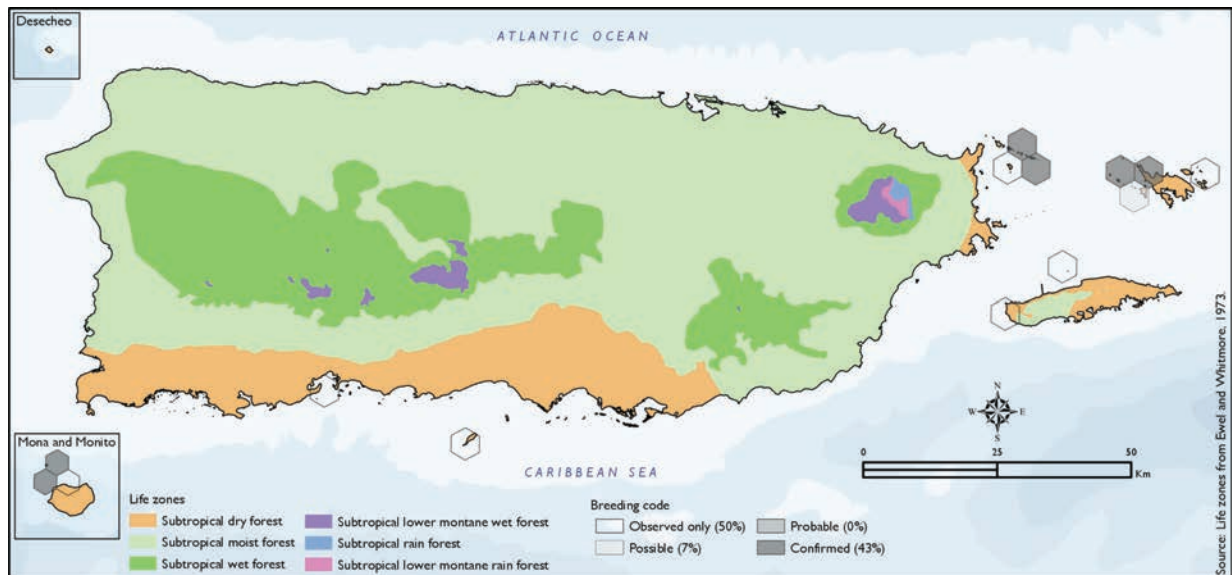 Desecheo
ATLANTIC OCEAN
Source: Life zones from Ewel and Whitmore, 1973.
N
W E
S
0 25 50
Km
Mona and Monito
CARIBBEAN SEA
Life zones
Subtropical dry forest
Subtropical moist forest
Subtropical wet forest
Subtropical lower montane wet forest
Subtropical rain forest
Subtropical lower montane rain forest
Breeding code
Observed only (50%)
Possible (7%)
Probable (0%)
Confirmed (43%)